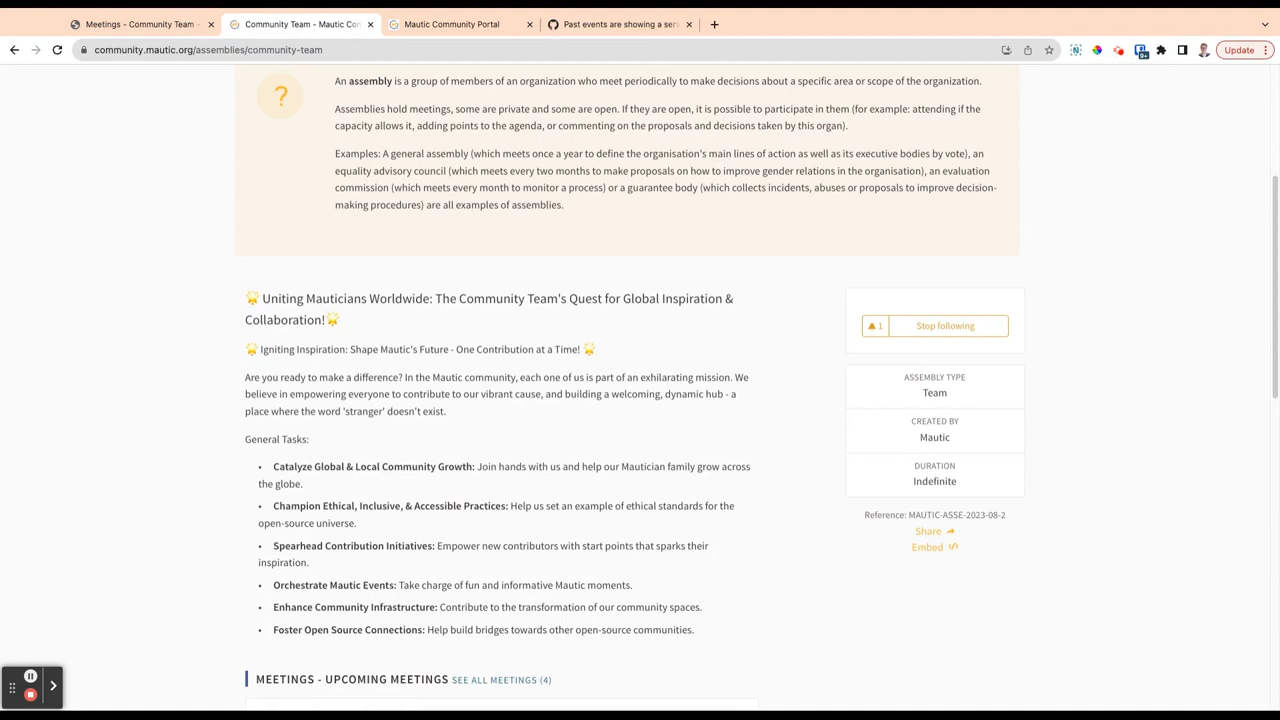 Meetings - Community Team -
Community Team - Mautic Con
Mautic Community Portal
Past events are showing a serv
community.mautic.org/assemblies/community-team
Update
9+
?
An assembly is a group of members of an organization who meet periodically to make decisions about a specific area or scope of the organization.
Assemblies hold meetings, some are private and some are open. If they are open, it is possible to participate in them (for example: attending if the
capacity allows it, adding points to the agenda, or commenting on the proposals and decisions taken by this organ).
Examples: A general assembly (which meets once a year to define the organisation's main lines of action as well as its executive bodies by vote), an
equality advisory council (which meets every two months to make proposals on how to improve gender relations in the organisation), an evaluation
commission (which meets every month to monitor a process) or a guarantee body (which collects incidents, abuses or proposals to improve decision-
making procedures) are all examples of assemblies.
🌟 Uniting Mauticians Worldwide: The Community Team's Quest for Global Inspiration &
Collaboration!🌟
🌟 Igniting Inspiration: Shape Mautic's Future - One Contribution at a Time! 🌟
Are you ready to make a difference? In the Mautic community, each one of us is part of an exhilarating mission. We
believe in empowering everyone to contribute to our vibrant cause, and building a welcoming, dynamic hub - a
place where the word 'stranger' doesn't exist.
General Tasks:
• Catalyze Global & Local Community Growth: Join hands with us and help our Mautician family grow across
the globe.
• Champion Ethical, Inclusive, & Accessible Practices: Help us set an example of ethical standards for the
open-source universe.
• Spearhead Contribution Initiatives: Empower new contributors with start points that sparks their
inspiration.
• Orchestrate Mautic Events: Take charge of fun and informative Mautic moments.
• Enhance Community Infrastructure: Contribute to the transformation of our community spaces.
• Foster Open Source Connections: Help build bridges towards other open-source communities.
MEETINGS - UPCOMING MEETINGS SEE ALL MEETINGS (4)
1 Stop following
ASSEMBLY TYPE
Team
CREATED BY
Mautic
DURATION
Indefinite
Reference: MAUTIC-ASSE-2023-08-2
Share
Embed